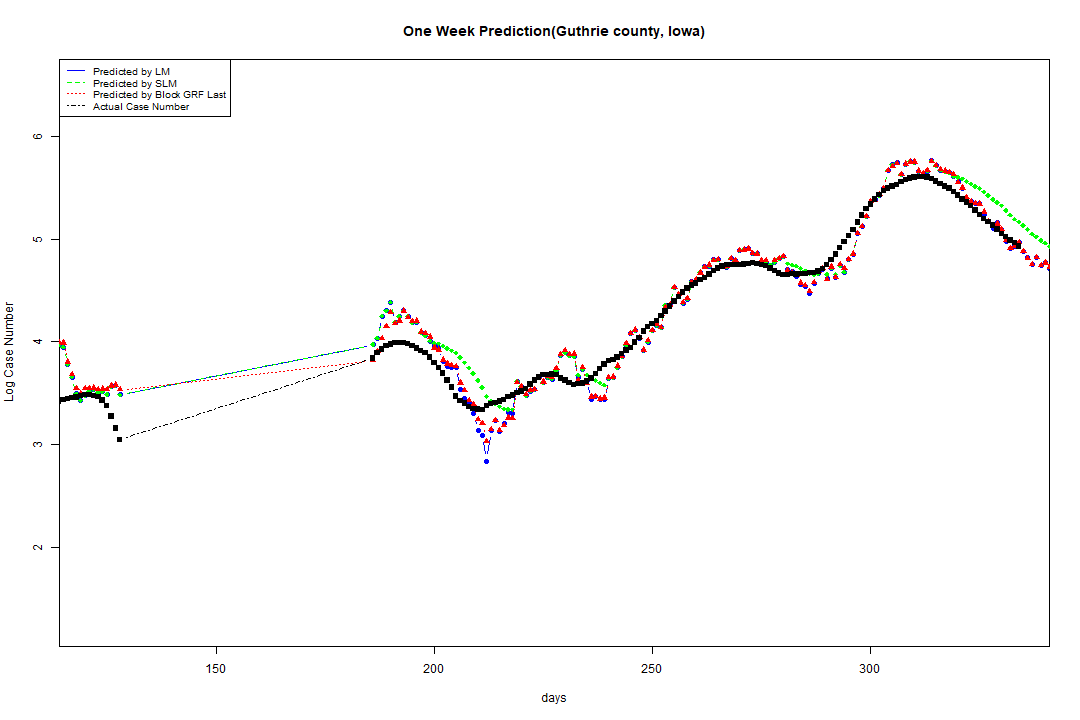 One Week Prediction(Guthrie county, Iowa)
Predicted by LM
Predicted by SLM
Predicted by Block GRF Last
Actual Case Number
Log Case Number
6
5
4
3
2
150 200 250 300
days